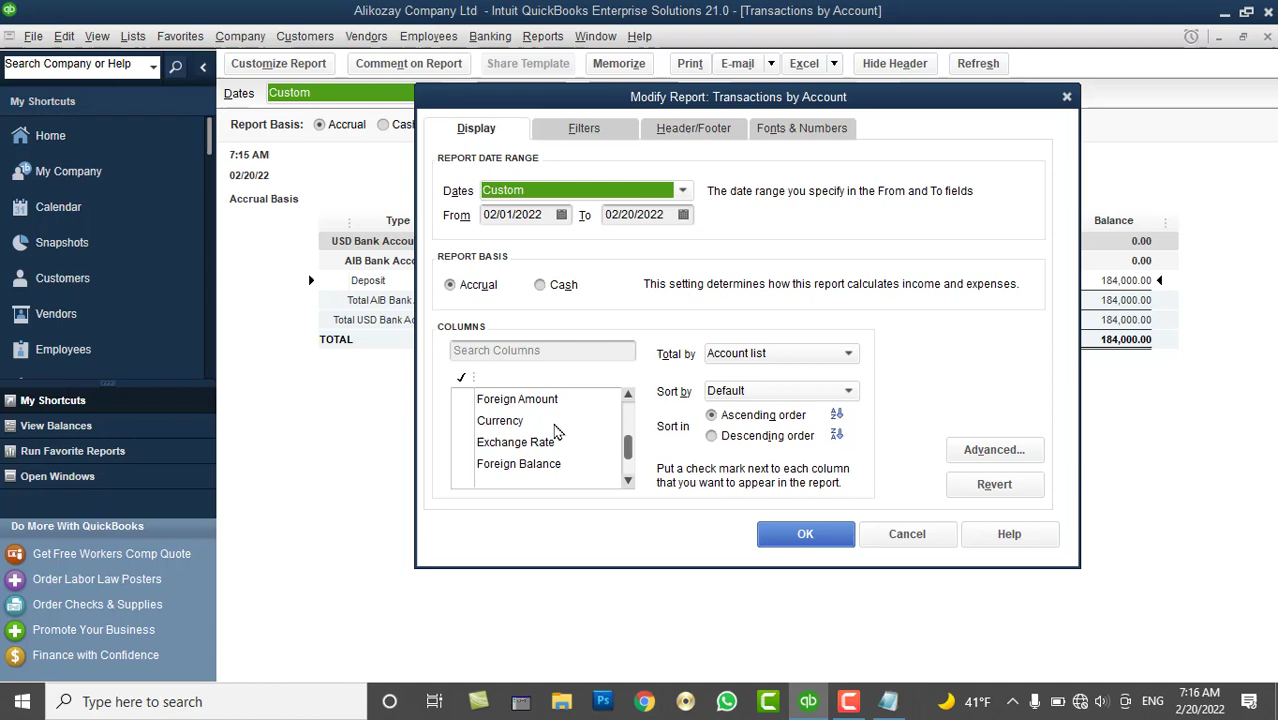 Alikozay Company Ltd - Intuit QuickBooks Enterprise Solutions 21.0 - [Transactions by Account]
File Edit View Lists Favorites Company Customers Vendors Employees Banking Reports Window Help
Search Company or Help
Customize Report Comment on Report Share Template Memorize Print E-mail Excel Hide Header Refresh
My Shortcuts
Dates Custom
Report Basis: Accrual Cas
Home
My Company
Calendar
Snapshots
Customers
Vendors
Employees
My Shortcuts
View Balances
Run Favorite Reports
Open Windows
Do More With QuickBooks
Get Free Workers Comp Quote
Order Labor Law Posters
Order Checks & Supplies
Promote Your Business
Finance with Confidence
7:15 AM
02/20/22
Accrual Basis
Type Balance
USD Bank Accou 0.00
AIB Bank Accou 0.00
Deposit 184,000.00
Total AIB Bank 184,000.00
Total USD Bank Accou 184,000.00
TOTAL 184,000.00
Modify Report: Transactions by Account
Display Filters Header/Footer Fonts & Numbers
REPORT DATE RANGE
Dates Custom The date range you specify in the From and To fields
From 02/01/2022 To 02/20/2022
REPORT BASIS
Accrual Cash This setting determines how this report calculates income and expenses.
COLUMNS
Search Columns
Foreign Amount
Currency
Exchange Rate
Foreign Balance
Total by Account list
Sort by Default
Sort in Ascending order
Descending order
Put a check mark next to each column
that you want to appear in the report.
Advanced...
Revert
OK Cancel Help
Type here to search
41°F
ENG
7:16 AM
2/20/2022